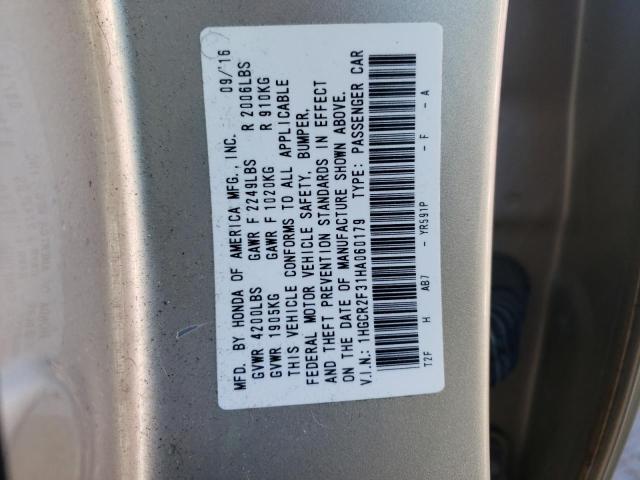 MFD. BY HONDA OF AMERICA MFG.,INC. 09/'16
GVWR 4200LBS GAWR F 2249LBS R 2006LBS
GVWR 1905KG GAWR F 1020KG R 910KG
THIS VEHICLE CONFORMS TO ALL APPLICABLE
FEDERAL MOTOR VEHICLE SAFETY, BUMPER,
AND THEFT PREVENTION STANDARDS IN EFFECT
ON THE DATE OF MANUFACTURE SHOWN ABOVE.
V.I.N.: 1HGCR2F31HA060179 TYPE: PASSENGER CAR
T2F H AB7 - YR591P - F - A